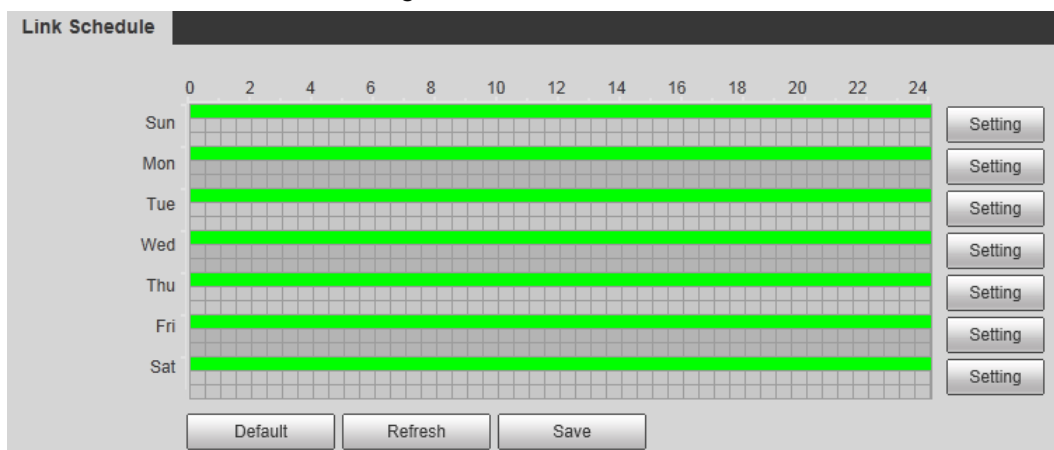 Link Schedule
0 2 4 6 8 10 12 14 16 18 20 22 24
Sun Setting
Mon Setting
Tue Setting
Wed Setting
Thu Setting
Fri Setting
Sat Setting
Default Refresh Save